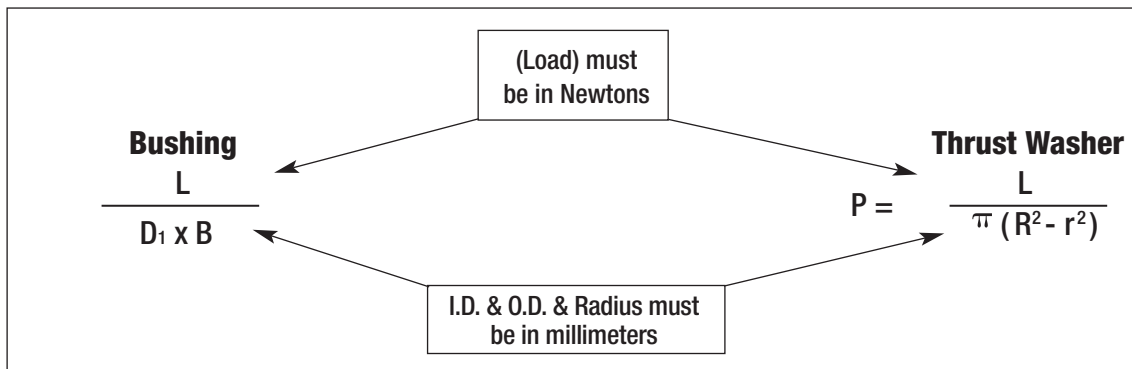 (Load) must
be in Newtons
Bushing
L
D₁ x B
Thrust Washer
P =
L
π (R² - r²)
I.D. & O.D. & Radius must
be in millimeters